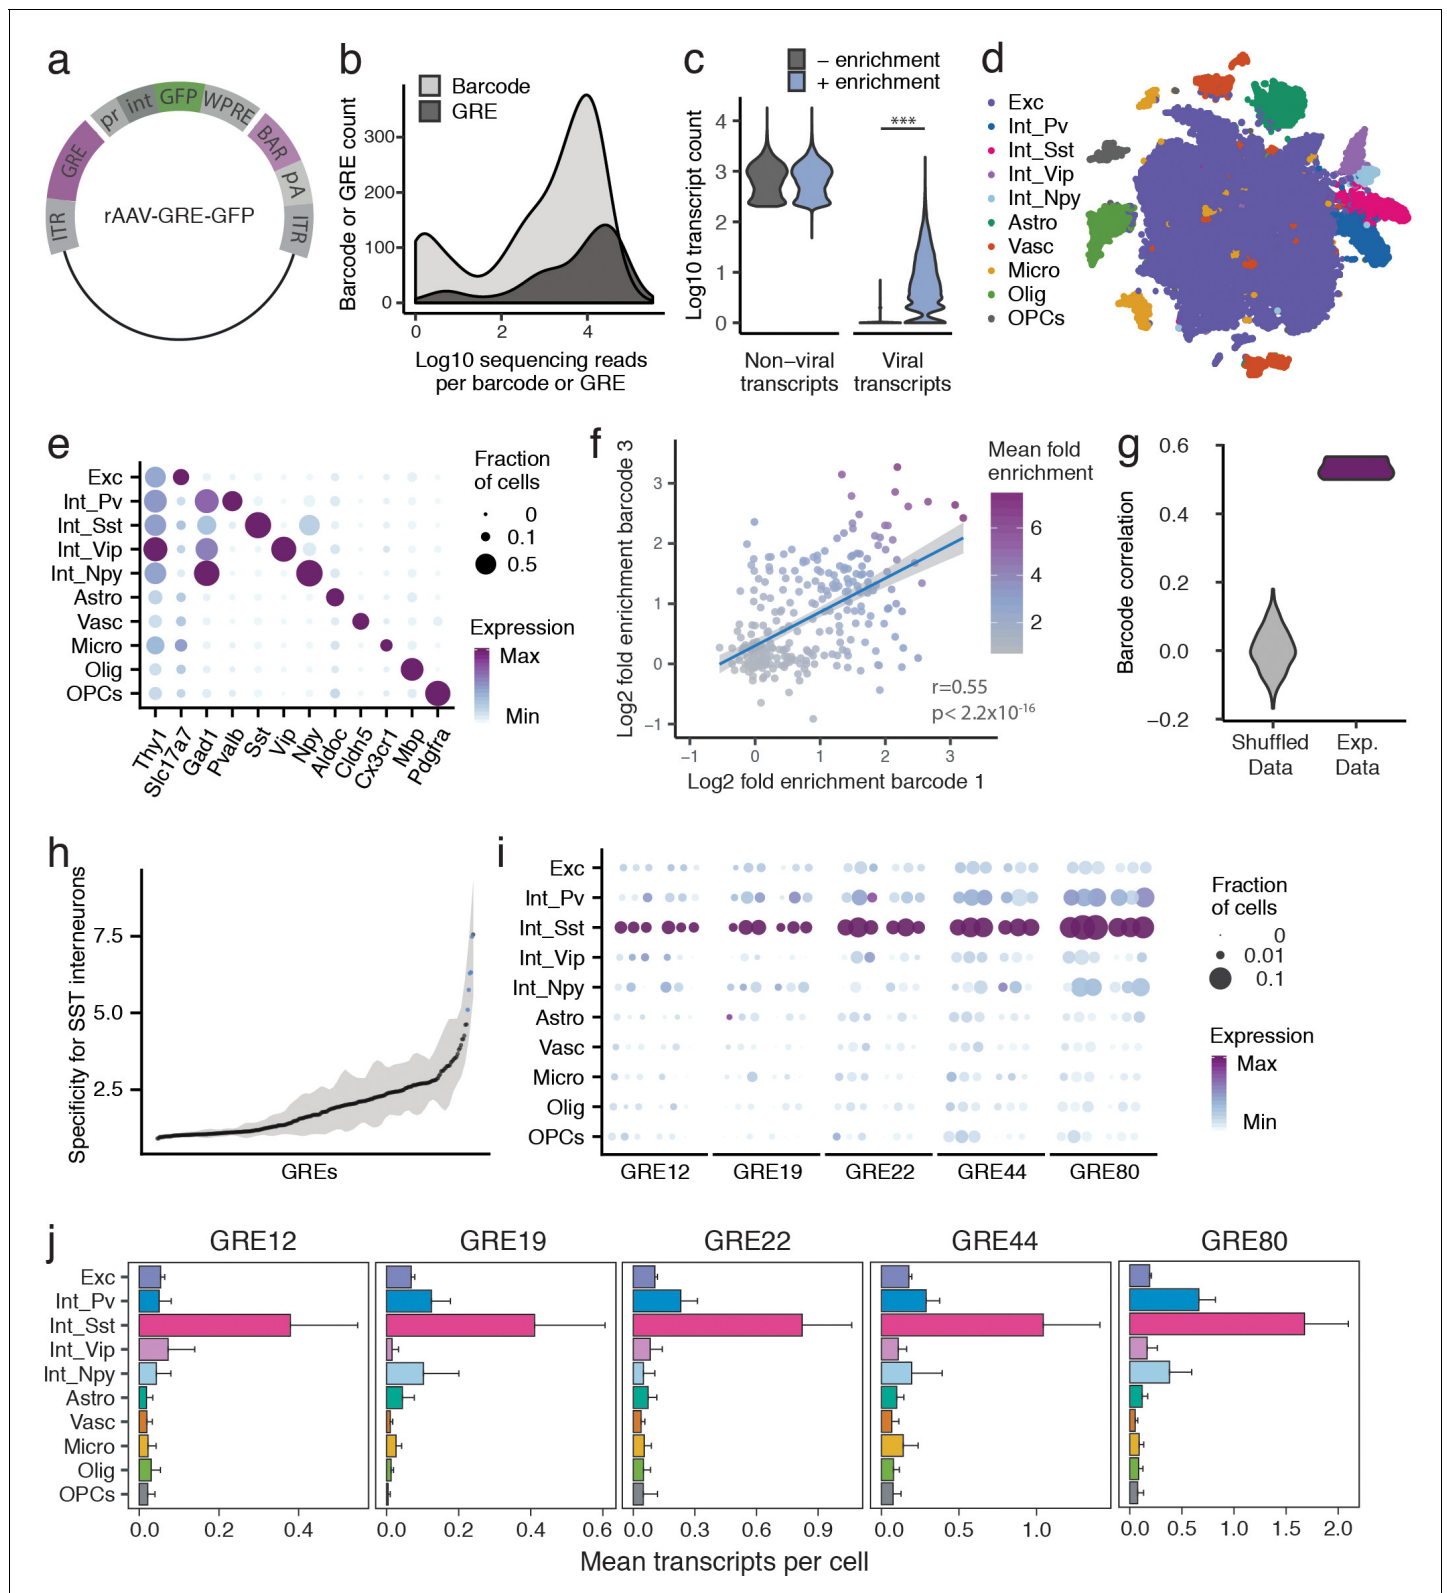 a
ITR
GRE
pr
int
GFP
WPRE
BAR
pA
ITR
rAAV-GRE-GFP
b
Barcode
GRE
Barcode or GRE count
300
200
100
0
0
2
4
Log10 sequencing reads
per barcode or GRE
c
− enrichment
+ enrichment
Log10 transcript count
4
3
2
1
0
***
Non−viral
transcripts
Viral
transcripts
d
Exc
Int_Pv
Int_Sst
Int_Vip
Int_Npy
Astro
Vasc
Micro
Olig
OPCs
e
Exc
Int_Pv
Int_Sst
Int_Vip
Int_Npy
Astro
Vasc
Micro
Olig
OPCs
Thy1
Slc17a7
Gad1
Pvalb
Sst
Vip
Npy
Aldoc
Cldn5
Cx3cr1
Mbp
Pdgfra
Fraction
of cells
0
0.1
0.5
Expression
Max
Min
f
Log2 fold enrichment barcode 3
3
2
1
0
−1
−1
0
1
2
3
Log2 fold enrichment barcode 1
r=0.55
p< 2.2x10-16
Mean fold
enrichment
6
4
2
g
Barcode correlation
0.6
0.4
0.2
0.0
−0.2
Shuffled
Data
Exp.
Data
h
Specificity for SST interneurons
7.5
5.0
2.5
GREs
i
Exc
Int_Pv
Int_Sst
Int_Vip
Int_Npy
Astro
Vasc
Micro
Olig
OPCs
GRE12
GRE19
GRE22
GRE44
GRE80
Fraction
of cells
0
0.01
0.1
Expression
Max
Min
j
GRE12
GRE19
GRE22
GRE44
GRE80
Exc
Int_Pv
Int_Sst
Int_Vip
Int_Npy
Astro
Vasc
Micro
Olig
OPCs
0.0 0.2 0.4
0.0 0.2 0.4 0.6
0.0 0.3 0.6 0.9
0.0 0.5 1.0
0.0 0.5 1.0 1.5 2.0
Mean transcripts per cell